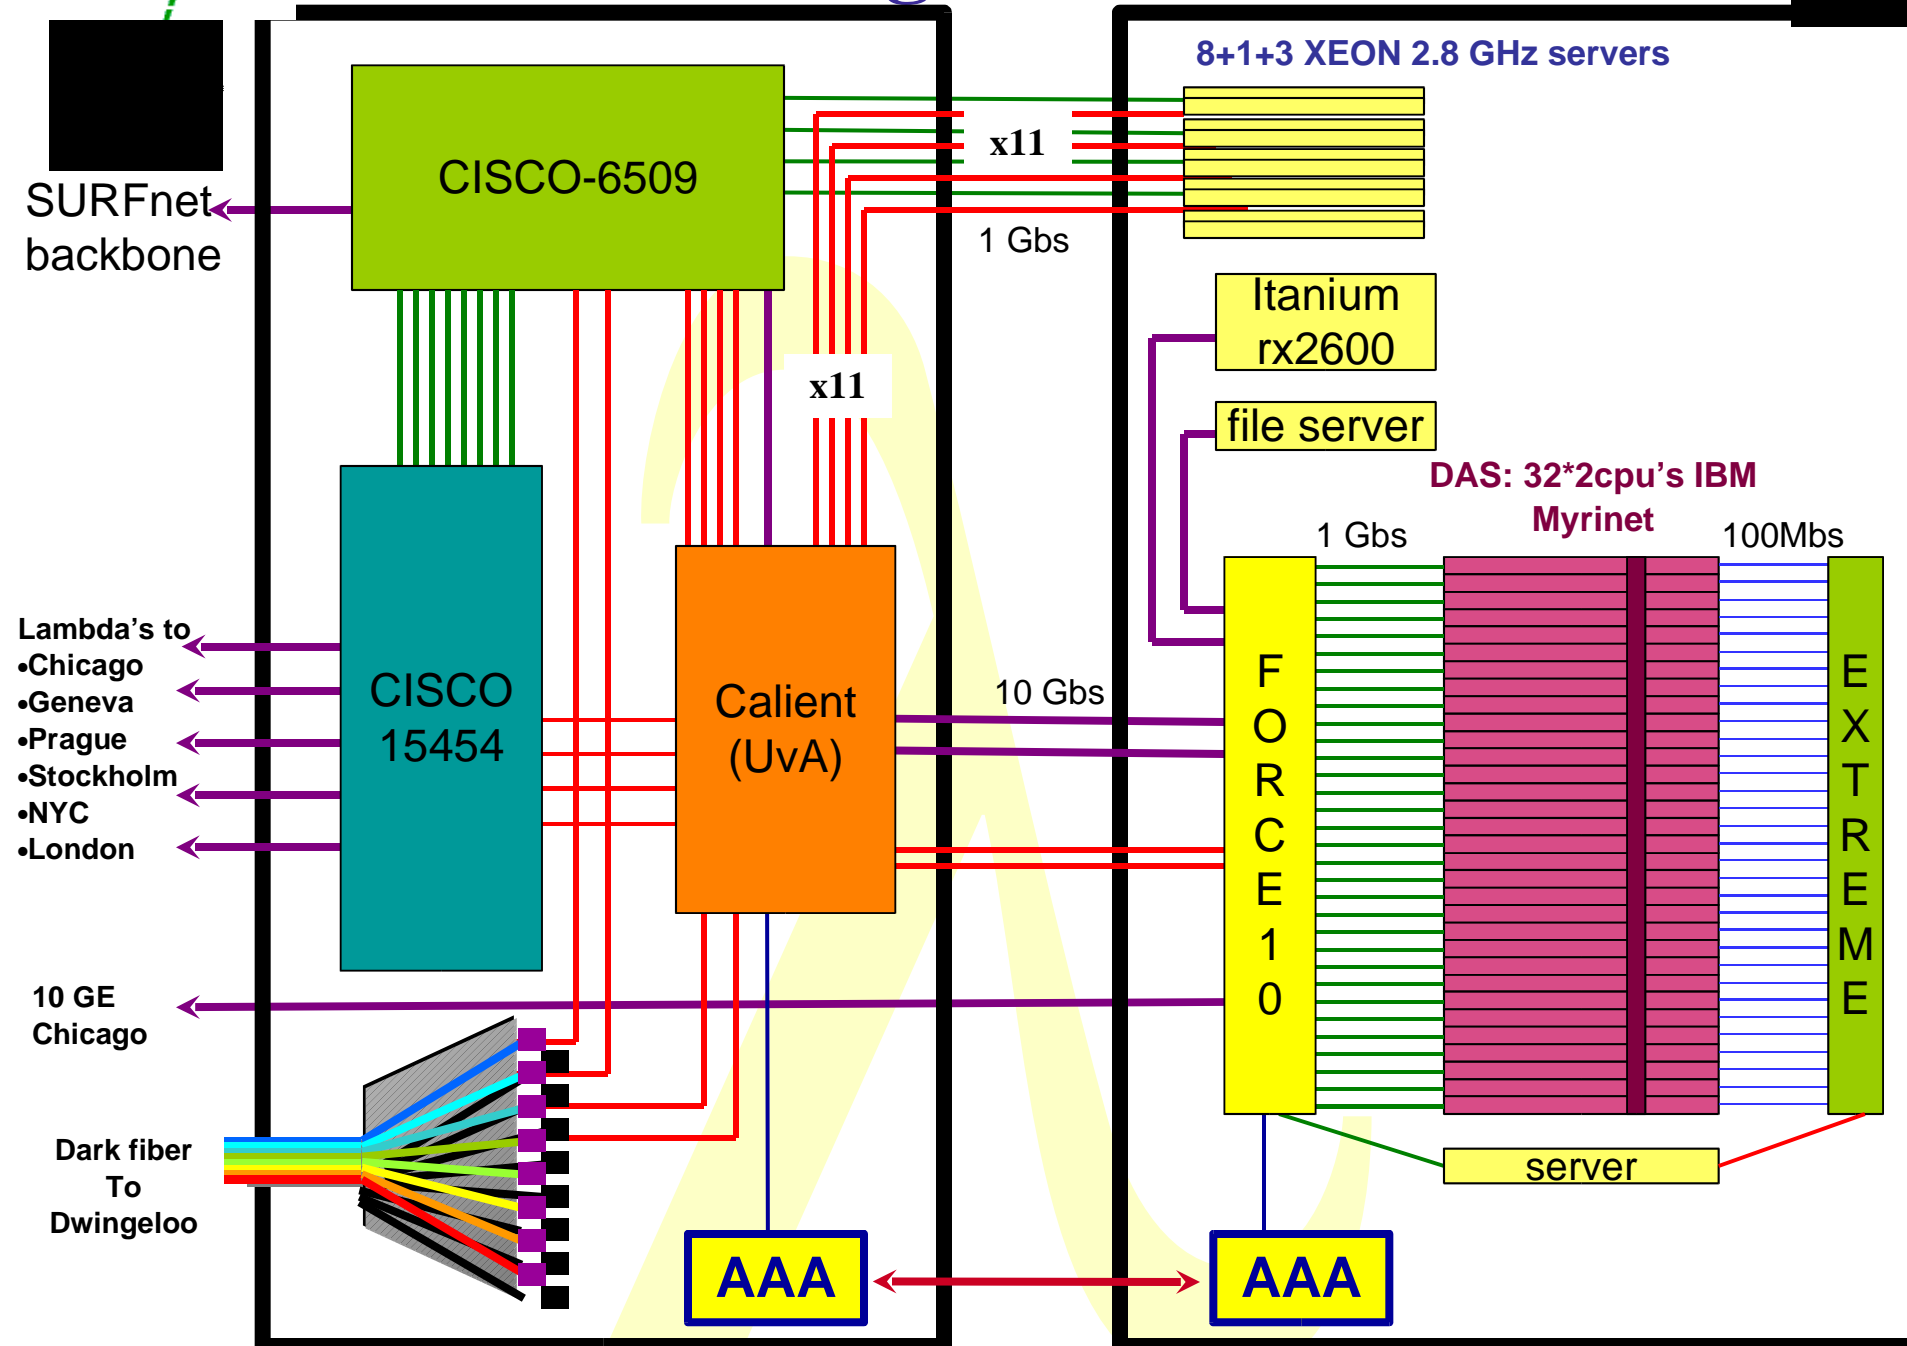 8+1+3 XEON 2.8 GHz servers
CISCO-6509
x11
SURFnet
backbone
1 Gbs
Itanium
rx2600
x11
file server
DAS: 32*2cpu's IBM
Myrinet
1 Gbs
100Mbs
Lambda's to
•Chicago
•Geneva
•Prague
•Stockholm
•NYC
•London
CISCO
15454
Calient
(UvA)
10 Gbs
F
O
R
C
E
1
0
E
X
T
R
E
M
E
10 GE
Chicago
Dark fiber
To
Dwingeloo
server
AAA
AAA